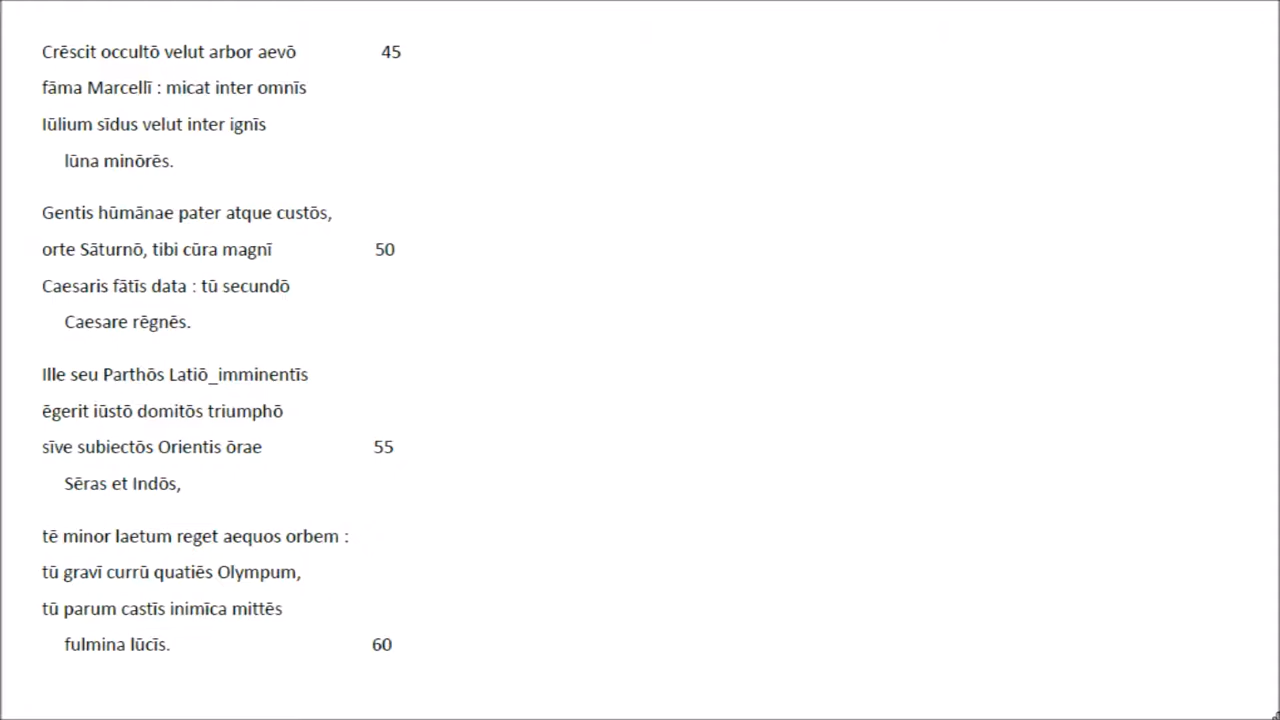 Crēscit occultō velut arbor aevō 45
fāma Marcellī : micat inter omnīs
Iūlium sīdus velut inter ignīs
lūna minōrēs.
Gentis hūmānae pater atque custōs,
orte Sāturnō, tibi cūra magnī 50
Caesaris fātīs data : tū secundō
Caesare rēgnēs.
Ille seu Parthōs Latiō_imminentīs
ēgerit iūstō domitōs triumphō
sīve subiectōs Orientis ōrae 55
Sēras et Indōs,
tē minor laetum reget aequos orbem :
tū gravī currū quatiēs Olympum,
tū parum castīs inimīca mittēs
fulmina lūcīs. 60